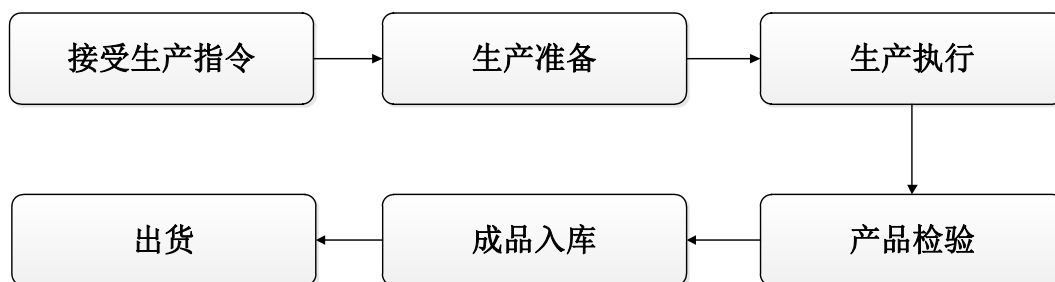 接受生产指令
生产准备
生产执行
产品检验
成品入库
出货